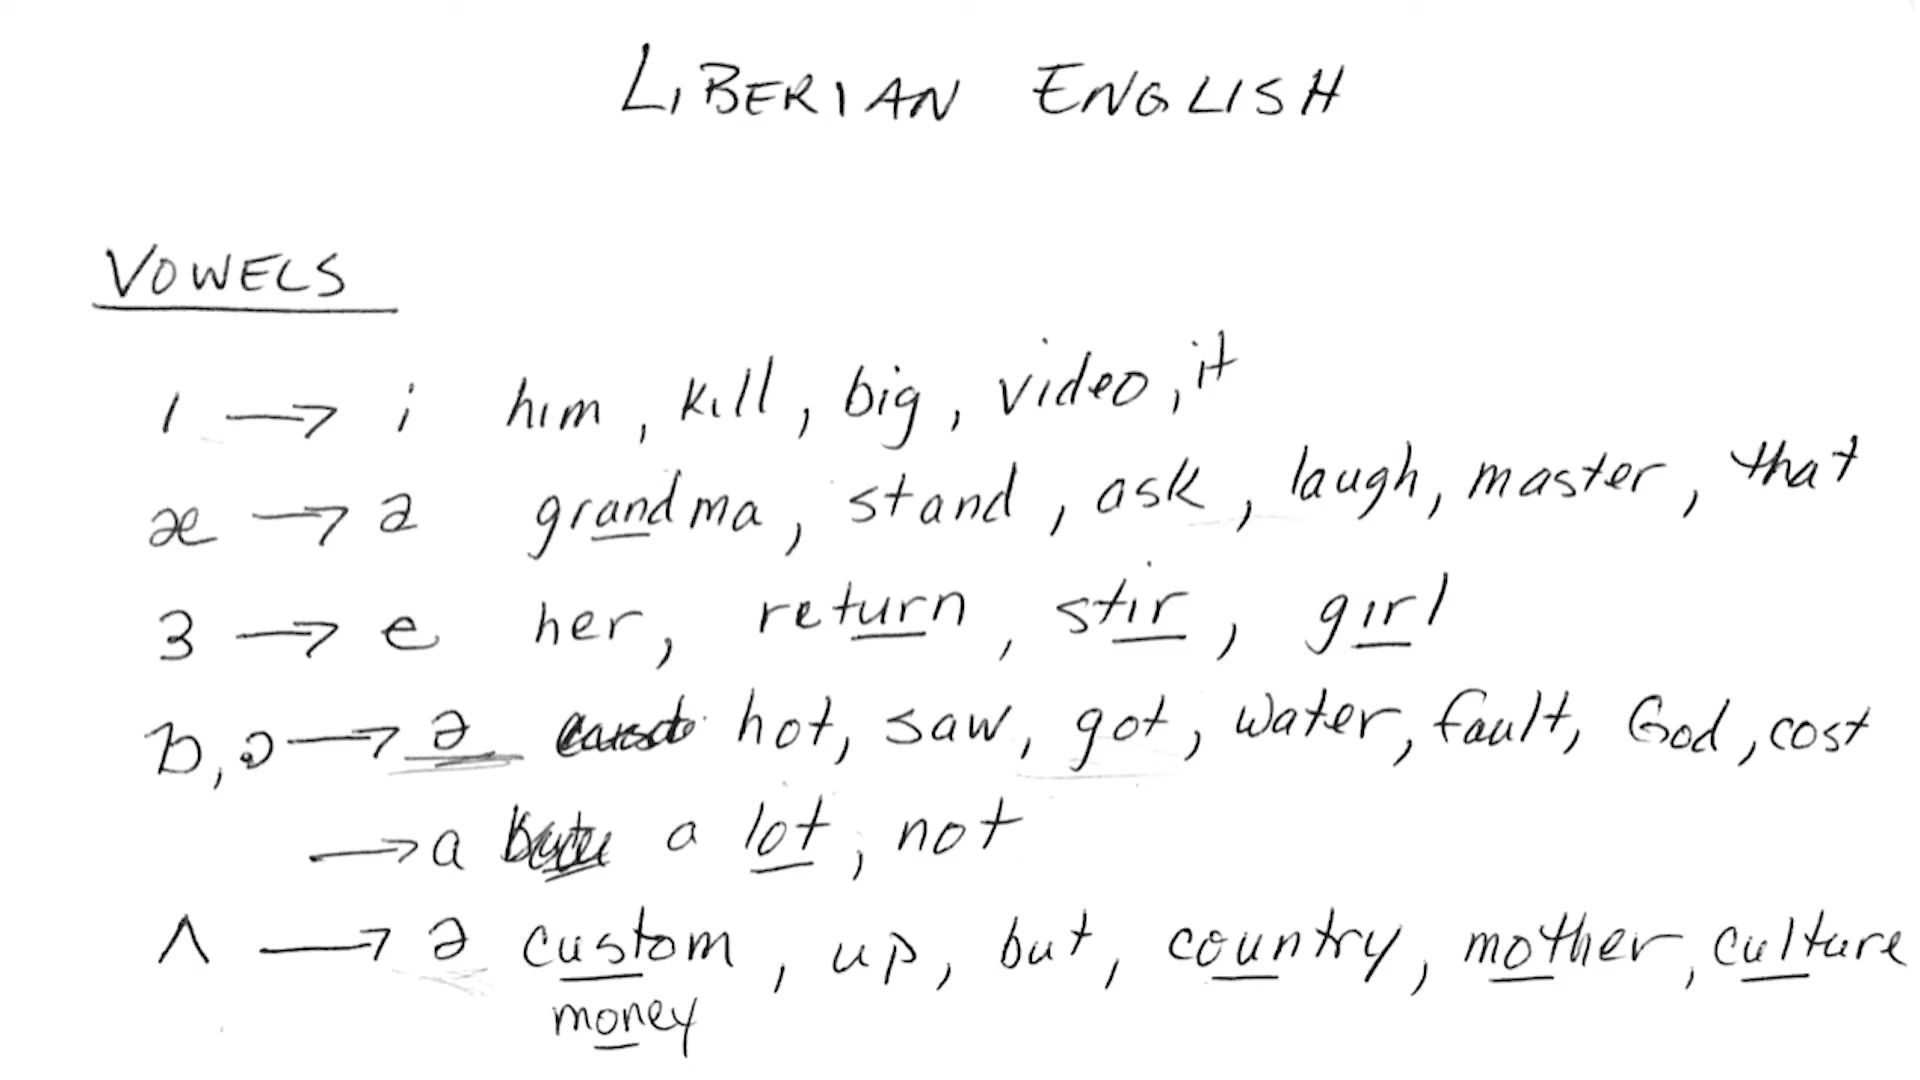 LIBERIAN ENGLISH
VOWELS
ɪ → i him, kill, big, video, it
æ → a grandma, stand, ask, laugh, master, that
ɜ → e her, return, stir, girl
ɒ, ɔ → ə hot, saw, got, water, fault, God, cost
→ a a lot, not
ʌ → ə custom, up, but, country, mother, culture
money